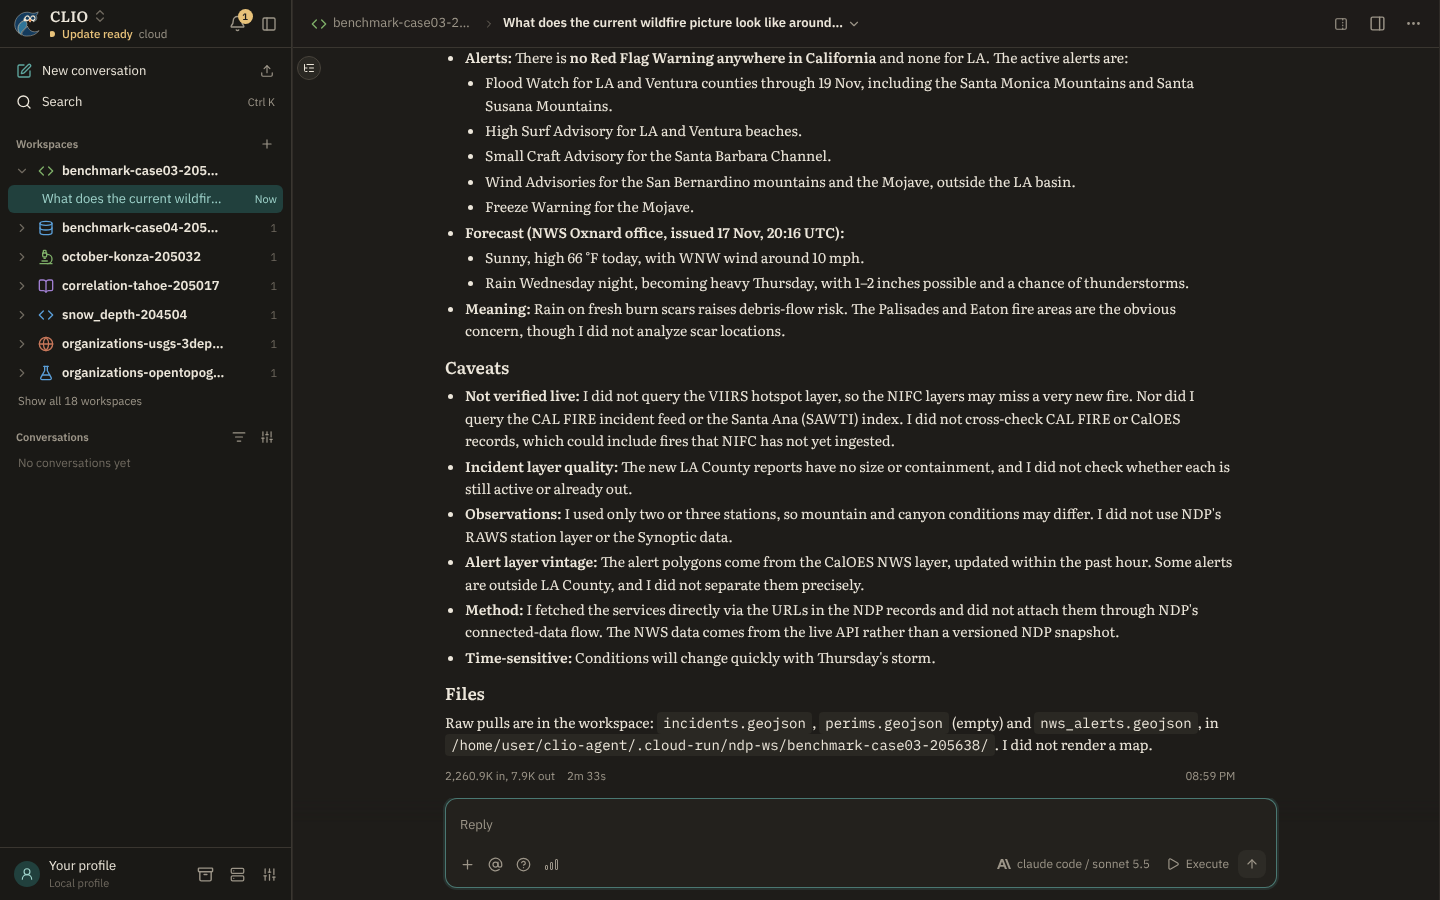 CLIO
Update ready cloud
1
New conversation
Search
Ctrl K
Workspaces
benchmark-case03-205...
What does the current wildfir...
Now
benchmark-case04-205...
1
october-konza-205032
1
correlation-tahoe-205017
1
snow_depth-204504
1
organizations-usgs-3dep...
1
organizations-opentopog...
1
Show all 18 workspaces
Conversations
No conversations yet
Your profile
Local profile
benchmark-case03-2...
What does the current wildfire picture look like around...
• Alerts: There is no Red Flag Warning anywhere in California and none for LA. The active alerts are:
• Flood Watch for LA and Ventura counties through 19 Nov, including the Santa Monica Mountains and Santa
Susana Mountains.
• High Surf Advisory for LA and Ventura beaches.
• Small Craft Advisory for the Santa Barbara Channel.
• Wind Advisories for the San Bernardino mountains and the Mojave, outside the LA basin.
• Freeze Warning for the Mojave.
• Forecast (NWS Oxnard office, issued 17 Nov, 20:16 UTC):
• Sunny, high 66 °F today, with WNW wind around 10 mph.
• Rain Wednesday night, becoming heavy Thursday, with 1–2 inches possible and a chance of thunderstorms.
• Meaning: Rain on fresh burn scars raises debris-flow risk. The Palisades and Eaton fire areas are the obvious
concern, though I did not analyze scar locations.
Caveats
• Not verified live: I did not query the VIIRS hotspot layer, so the NIFC layers may miss a very new fire. Nor did I
query the CAL FIRE incident feed or the Santa Ana (SAWTI) index. I did not cross-check CAL FIRE or CalOES
records, which could include fires that NIFC has not yet ingested.
• Incident layer quality: The new LA County reports have no size or containment, and I did not check whether each is
still active or already out.
• Observations: I used only two or three stations, so mountain and canyon conditions may differ. I did not use NDP's
RAWS station layer or the Synoptic data.
• Alert layer vintage: The alert polygons come from the CalOES NWS layer, updated within the past hour. Some alerts
are outside LA County, and I did not separate them precisely.
• Method: I fetched the services directly via the URLs in the NDP records and did not attach them through NDP's
connected-data flow. The NWS data comes from the live API rather than a versioned NDP snapshot.
• Time-sensitive: Conditions will change quickly with Thursday's storm.
Files
Raw pulls are in the workspace: incidents.geojson, perims.geojson (empty) and nws_alerts.geojson, in
/home/user/clio-agent/.cloud-run/ndp-ws/benchmark-case03-205638/. I did not render a map.
2,260.9K in, 7.9K out 2m 33s
08:59 PM
Reply
claude code / sonnet 5.5
Execute